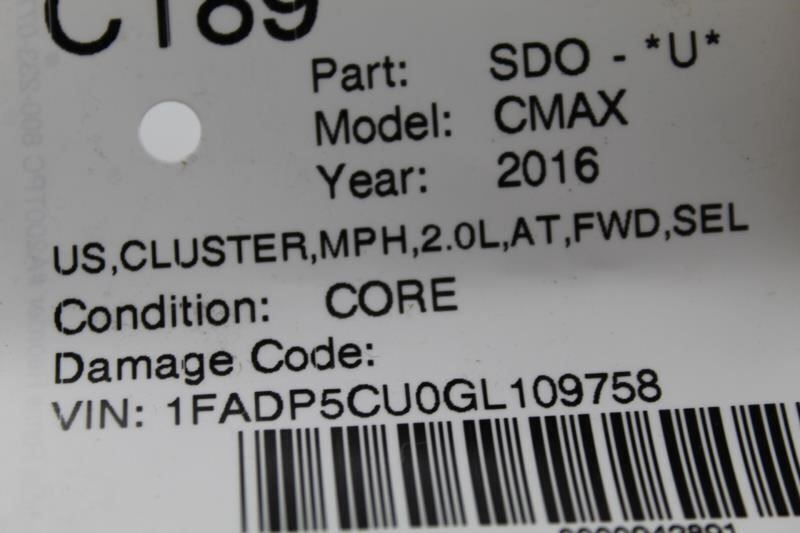 C189
Part: SDO - *U*
Model: CMAX
Year: 2016
US,CLUSTER,MPH,2.0L,AT,FWD,SEL
Condition: CORE
Damage Code:
VIN: 1FADP5CU0GL109758